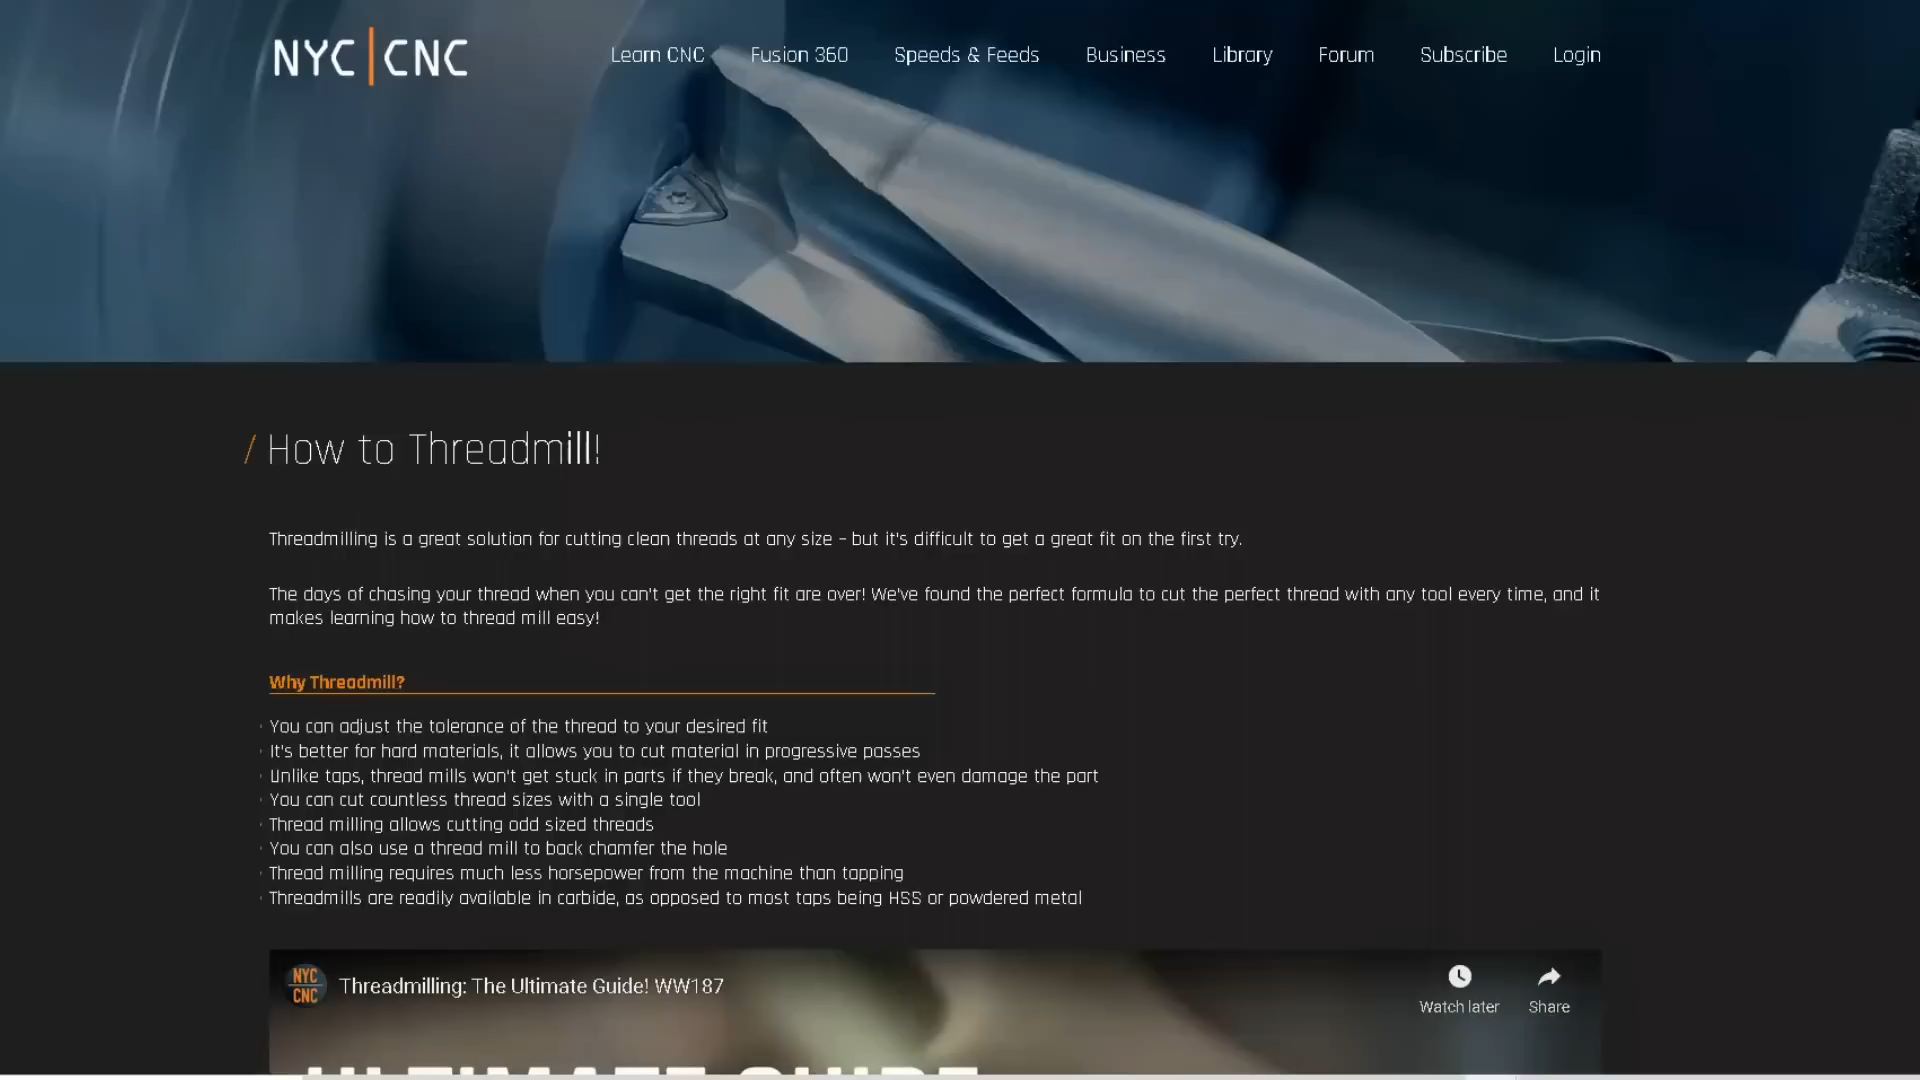 NYC|CNC
Learn CNC Fusion 360 Speeds & Feeds Business Library Forum Subscribe Login
/ How to Threadmill!
Threadmilling is a great solution for cutting clean threads at any size – but it's difficult to get a great fit on the first try.
The days of chasing your thread when you can't get the right fit are over! We've found the perfect formula to cut the perfect thread with any tool every time, and it
makes learning how to thread mill easy!
Why Threadmill?
· You can adjust the tolerance of the thread to your desired fit
· It's better for hard materials, it allows you to cut material in progressive passes
· Unlike taps, thread mills won't get stuck in parts if they break, and often won't even damage the part
· You can cut countless thread sizes with a single tool
· Thread milling allows cutting odd sized threads
· You can also use a thread mill to back chamfer the hole
· Thread milling requires much less horsepower from the machine than tapping
· Threadmills are readily available in carbide, as opposed to most taps being HSS or powdered metal
NYC
CNC
Threadmilling: The Ultimate Guide! WW187
Watch later Share
ULTIMATE GUIDE